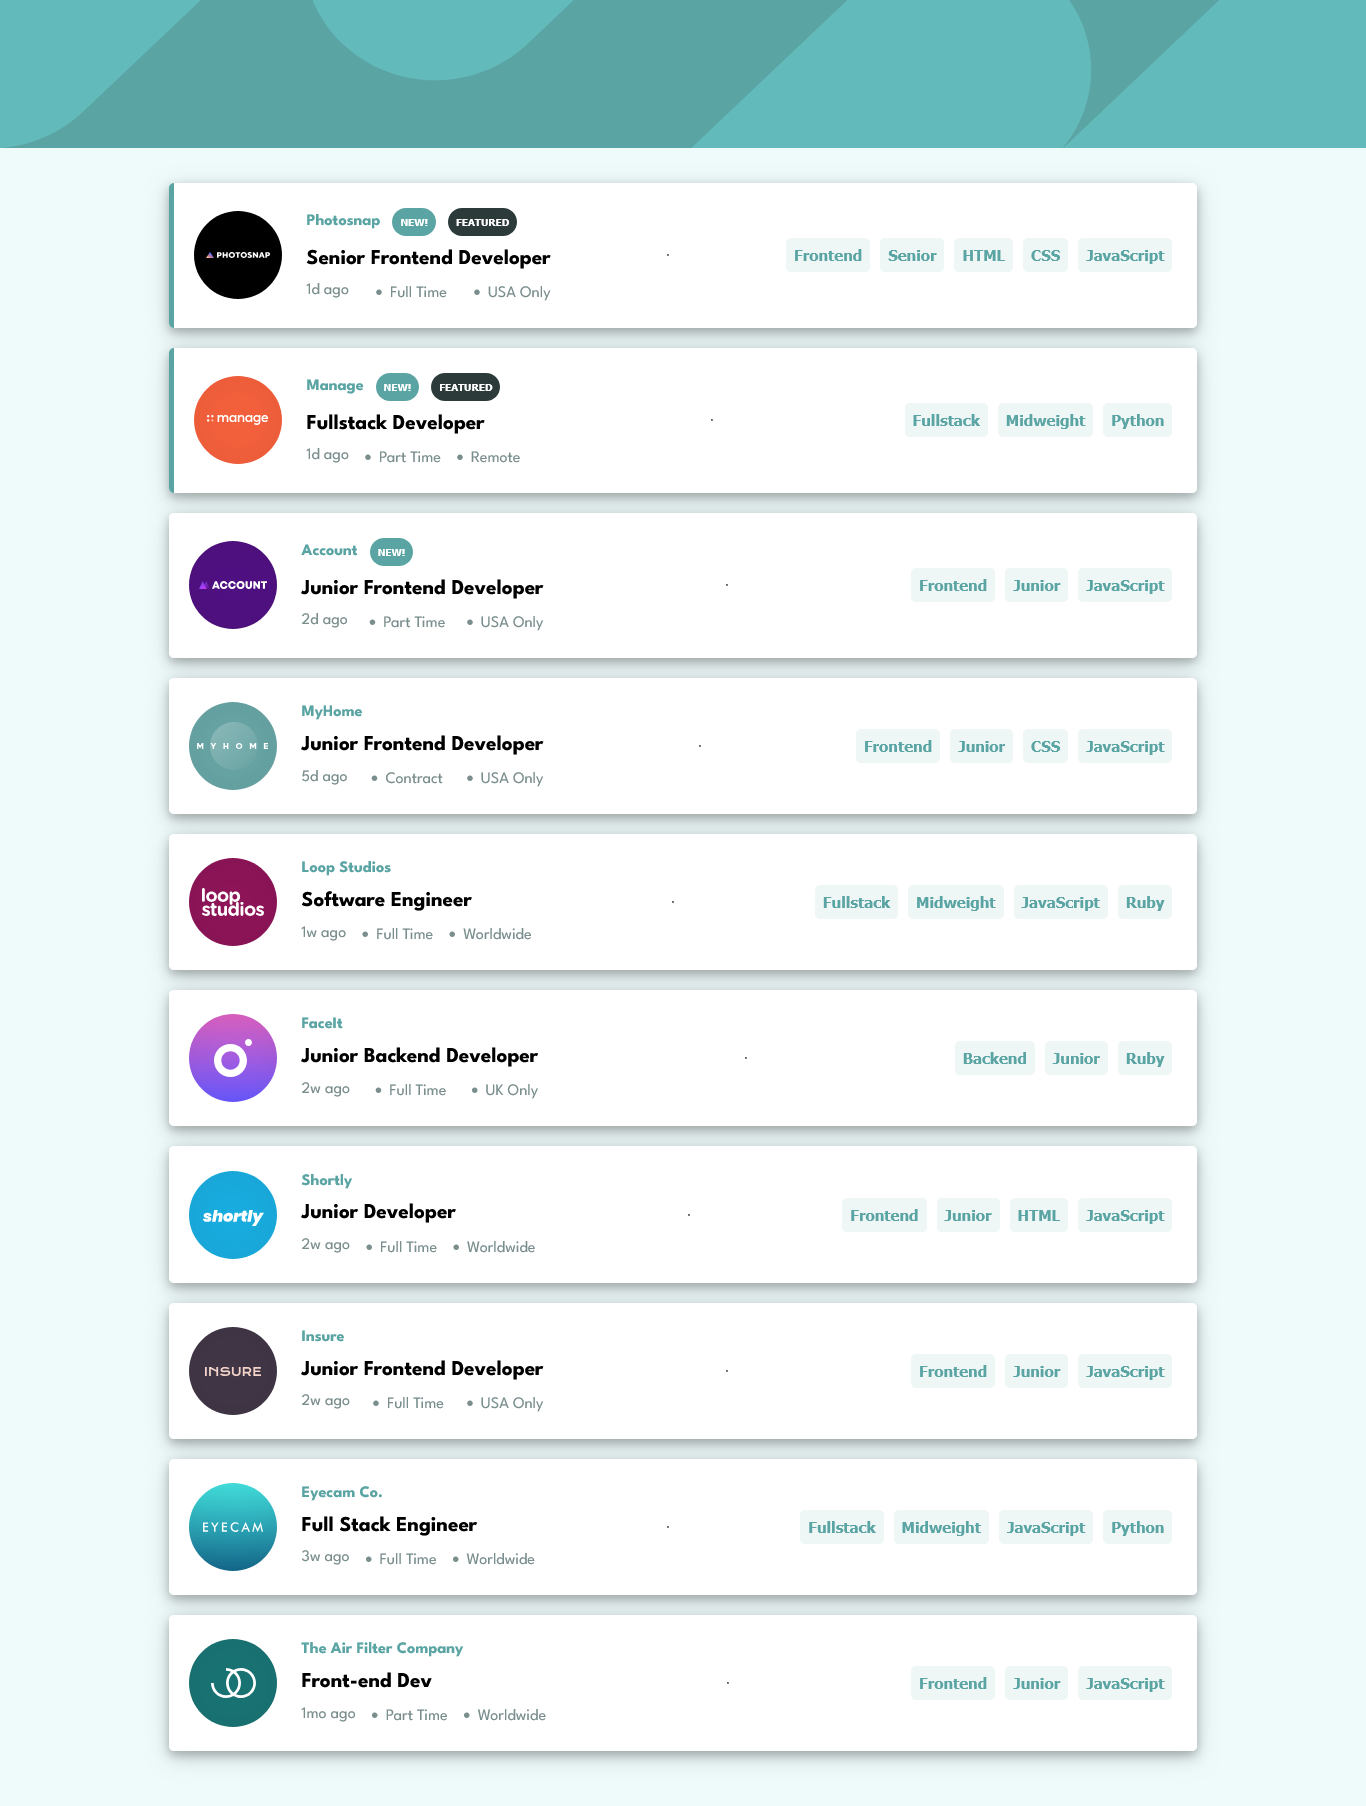 PHOTOSNAP
Photosnap NEW! FEATURED
Senior Frontend Developer
1d ago • Full Time • USA Only
Frontend Senior HTML CSS JavaScript
manage
Manage NEW! FEATURED
Fullstack Developer
1d ago • Part Time • Remote
Fullstack Midweight Python
ACCOUNT
Account NEW!
Junior Frontend Developer
2d ago • Part Time • USA Only
Frontend Junior JavaScript
MYHOME
MyHome
Junior Frontend Developer
5d ago • Contract • USA Only
Frontend Junior CSS JavaScript
loop
studios
Loop Studios
Software Engineer
1w ago • Full Time • Worldwide
Fullstack Midweight JavaScript Ruby
FaceIt
Junior Backend Developer
2w ago • Full Time • UK Only
Backend Junior Ruby
shortly
Shortly
Junior Developer
2w ago • Full Time • Worldwide
Frontend Junior HTML JavaScript
INSURE
Insure
Junior Frontend Developer
2w ago • Full Time • USA Only
Frontend Junior JavaScript
EYECAM
Eyecam Co.
Full Stack Engineer
3w ago • Full Time • Worldwide
Fullstack Midweight JavaScript Python
The Air Filter Company
Front-end Dev
1mo ago • Part Time • Worldwide
Frontend Junior JavaScript